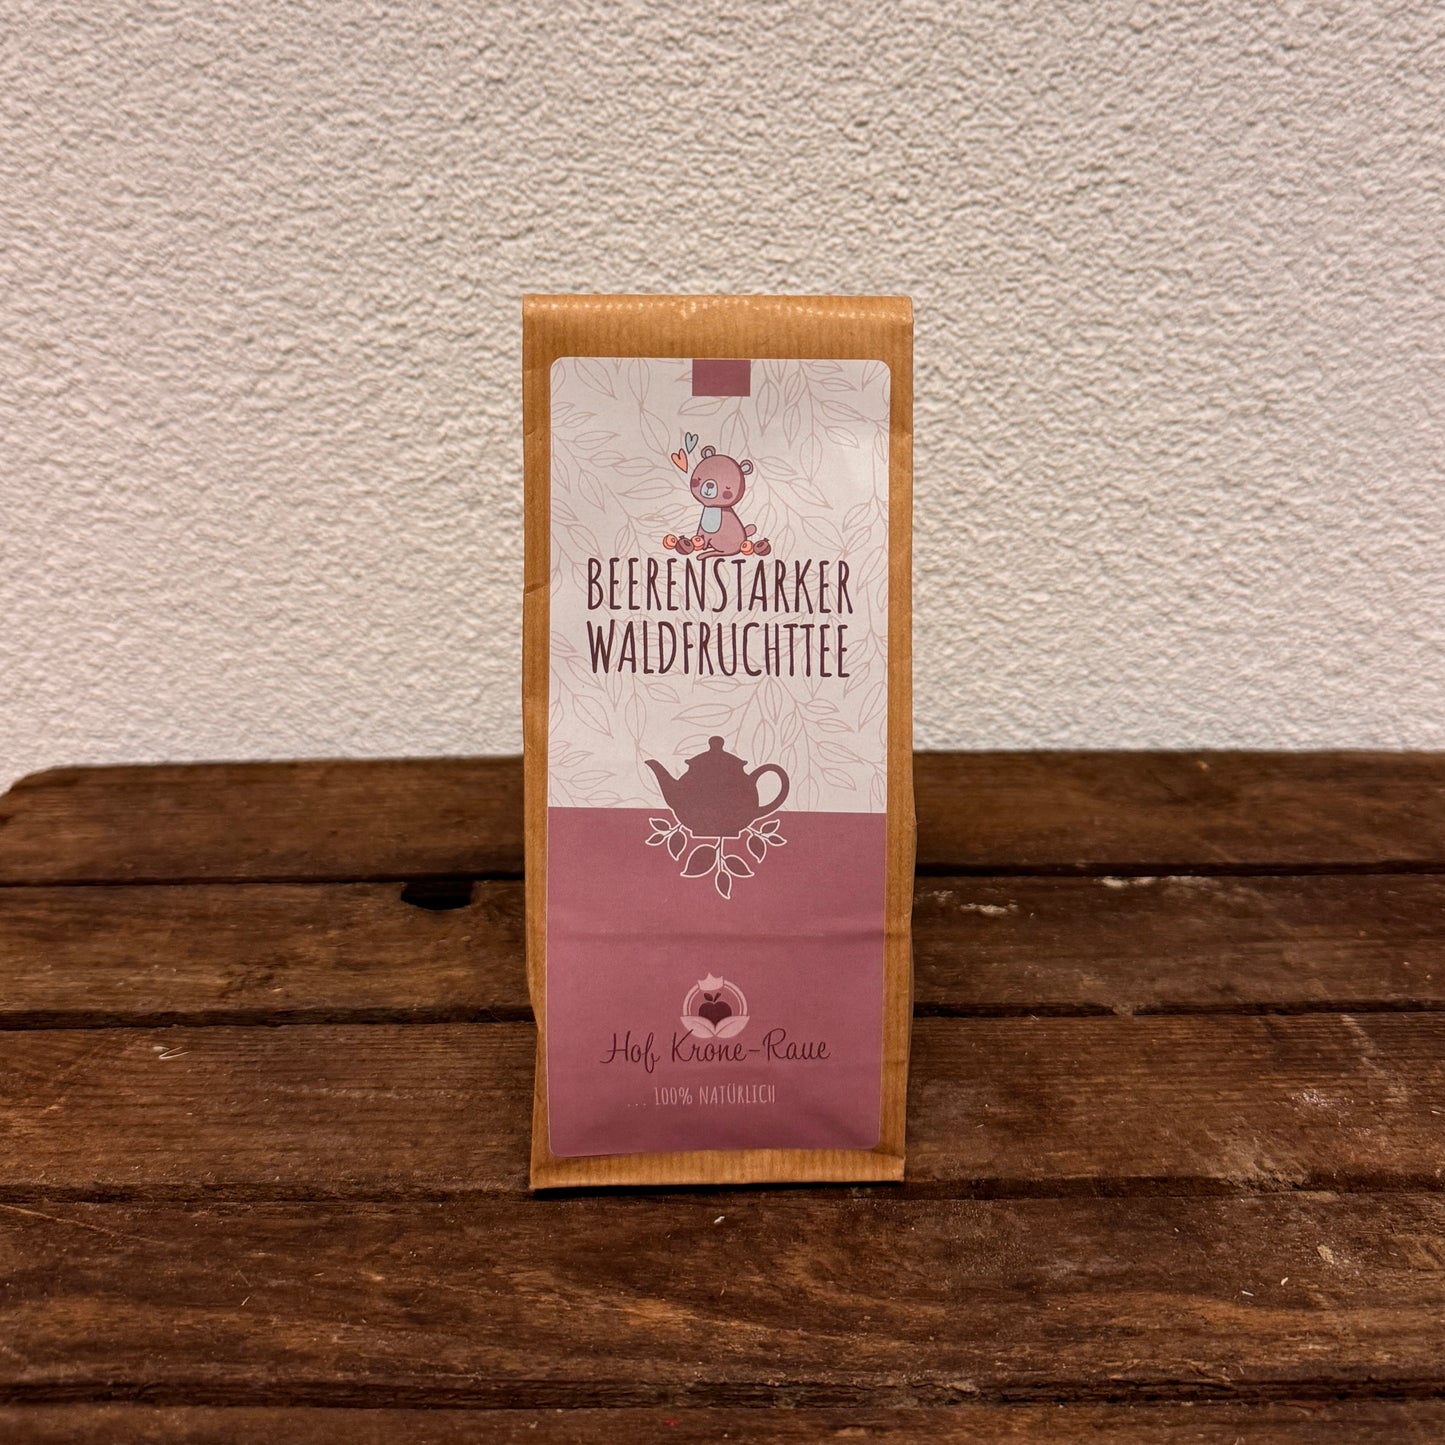 BEERENSTARKER
WALDFRUCHTTEE
Hof Krone-Raue
... 100% NATÜRLICH